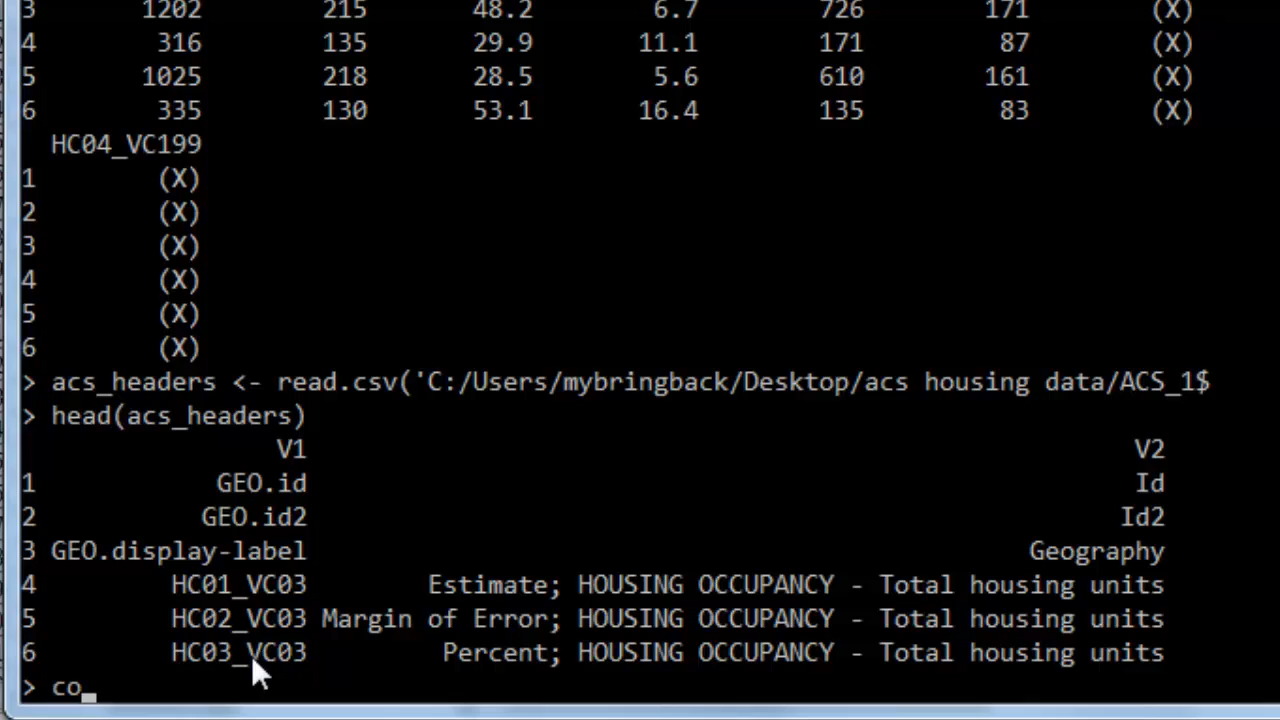 3 1202 215 48.2 6.7 726 171 (X)
4 316 135 29.9 11.1 171 87 (X)
5 1025 218 28.5 5.6 610 161 (X)
6 335 130 53.1 16.4 135 83 (X)
HC04_VC199
1 (X)
2 (X)
3 (X)
4 (X)
5 (X)
6 (X)
> acs_headers <- read.csv('C:/Users/mybringback/Desktop/acs housing data/ACS_1$
> head(acs_headers)
V1 V2
1 GEO.id Id
2 GEO.id2 Id2
3 GEO.display-label Geography
4 HC01_VC03 Estimate; HOUSING OCCUPANCY - Total housing units
5 HC02_VC03 Margin of Error; HOUSING OCCUPANCY - Total housing units
6 HC03_VC03 Percent; HOUSING OCCUPANCY - Total housing units
> co_